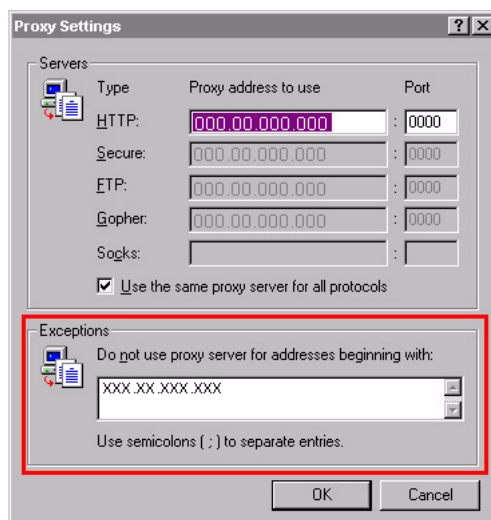 Proxy Settings
Servers
Type Proxy address to use Port
HTTP: 000.00.000.000 : 0000
Secure: 000.00.000.000 : 0000
FTP: 000.00.000.000 : 0000
Gopher: 000.00.000.000 : 0000
Socks: :
Use the same proxy server for all protocols
Exceptions
Do not use proxy server for addresses beginning with:
XXX.XX.XXX.XXX
Use semicolons ( ; ) to separate entries.
OK Cancel